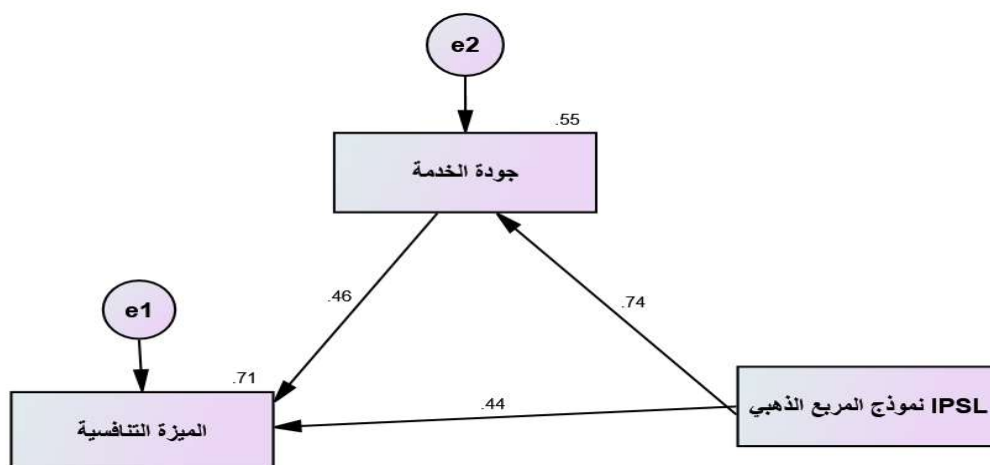 e2
.55
جودة الخدمة
.46
.74
e1
.71
الميزة التنافسية
.44
نموذج المربع الذهبي IPSL